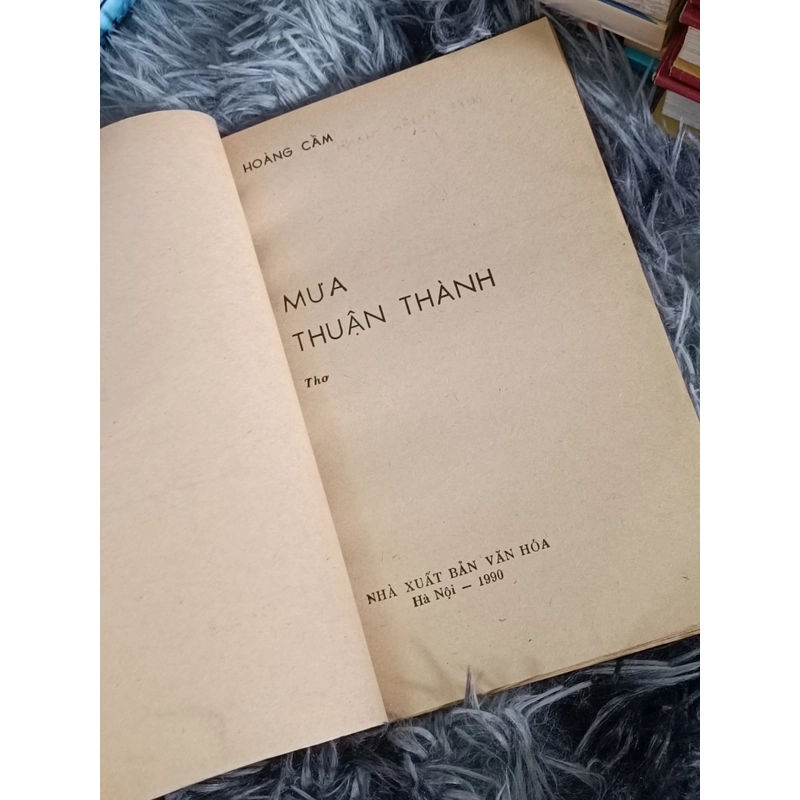 HOÀNG CẦM
MƯA
THUẬN THÀNH
Thơ
NHÀ XUẤT BẢN VĂN HÓA
Hà Nội — 1990